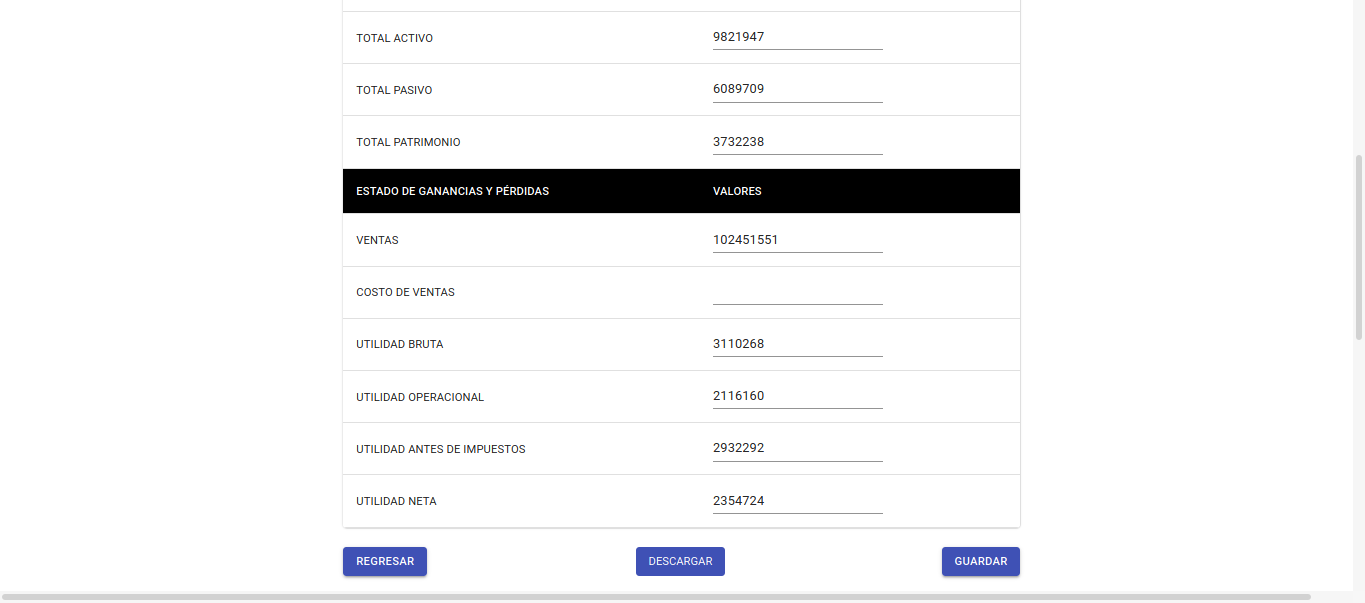 TOTAL ACTIVO 9821947
TOTAL PASIVO 6089709
TOTAL PATRIMONIO 3732238
ESTADO DE GANANCIAS Y PÉRDIDAS VALORES
VENTAS 102451551
COSTO DE VENTAS
UTILIDAD BRUTA 3110268
UTILIDAD OPERACIONAL 2116160
UTILIDAD ANTES DE IMPUESTOS 2932292
UTILIDAD NETA 2354724
REGRESAR DESCARGAR GUARDAR